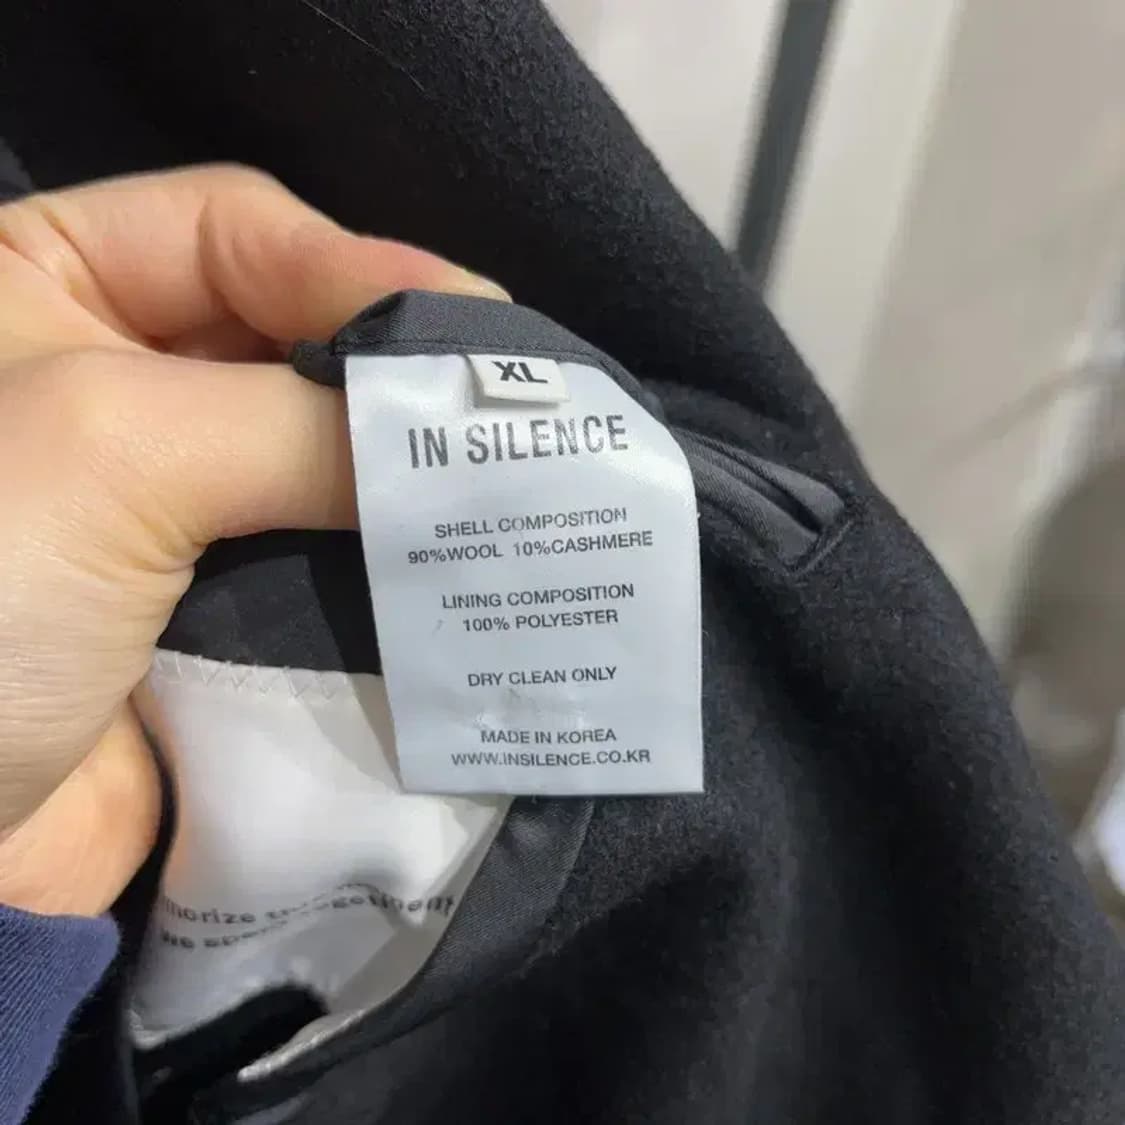 XL
IN SILENCE
SHELL COMPOSITION
90%WOOL 10%CASHMERE
LINING COMPOSITION
100% POLYESTER
DRY CLEAN ONLY
MADE IN KOREA
WWW.INSILENCE.CO.KR